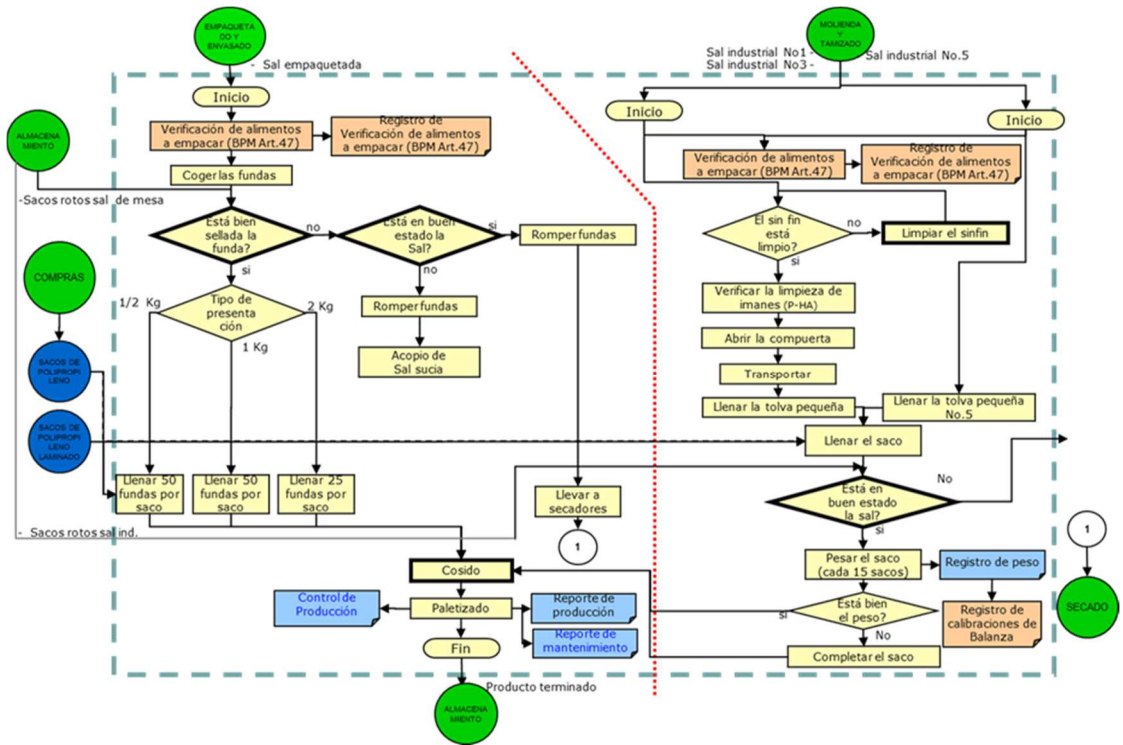 EMPAQUETA
DO Y
ENVASADO
- Sal empaquetada
Inicio
Verificación de alimentos
a empacar (BPM Art.47)
Registro de
Verificación de alimentos
a empacar (BPM Art.47)
ALMACENA
MIENTO
Coger las fundas
-Sacos rotos sal de mesa
Está bien
sellada la
funda?
no
si
Está en buen
estado la
Sal?
si
no
Romper fundas
Romper fundas
Acopio de
Sal sucia
COMPRAS
1/2 Kg
Tipo de
presenta
ción
2 Kg
1 Kg
SACOS DE
POLIPROPI
LENO
SACOS DE
POLIPROPI
LENO
LAMINADO
Llenar 50
fundas por
saco
Llenar 50
fundas por
saco
Llenar 25
fundas por
saco
Llevar a
secadores
1
- Sacos rotos sal ind.
Cosido
Control de
Producción
Paletizado
Reporte de
producción
Reporte de
mantenimiento
Fin
Producto terminado
ALMACENA
MIENTO
MOLIENDA
Y
TAMIZADO
Sal industrial No1 -
Sal industrial No3 -
Sal industrial No.5
Inicio
Inicio
Verificación de alimentos
a empacar (BPM Art.47)
Registro de
Verificación de alimentos
a empacar (BPM Art.47)
El sin fin
está
limpio?
no
Limpiar el sinfin
si
Verificar la limpieza de
imanes (P-HA)
Abrir la compuerta
Transportar
Llenar la tolva pequeña
Llenar la tolva pequeña
No.5
Llenar el saco
Está en
buen estado
la sal?
No
si
1
Pesar el saco
(cada 15 sacos)
Registro de peso
SECADO
Está bien
el peso?
si
No
Registro de
calibraciones de
Balanza
Completar el saco